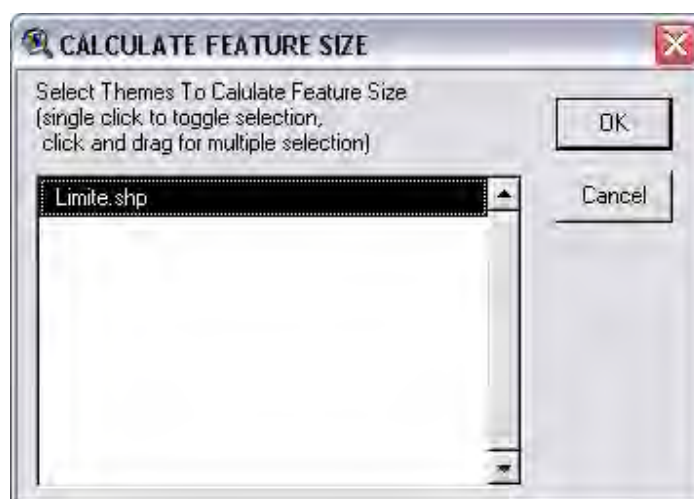 CALCULATE FEATURE SIZE
Select Themes To Calulate Feature Size
(single click to toggle selection,
click and drag for multiple selection)
OK
Limite.shp
Cancel